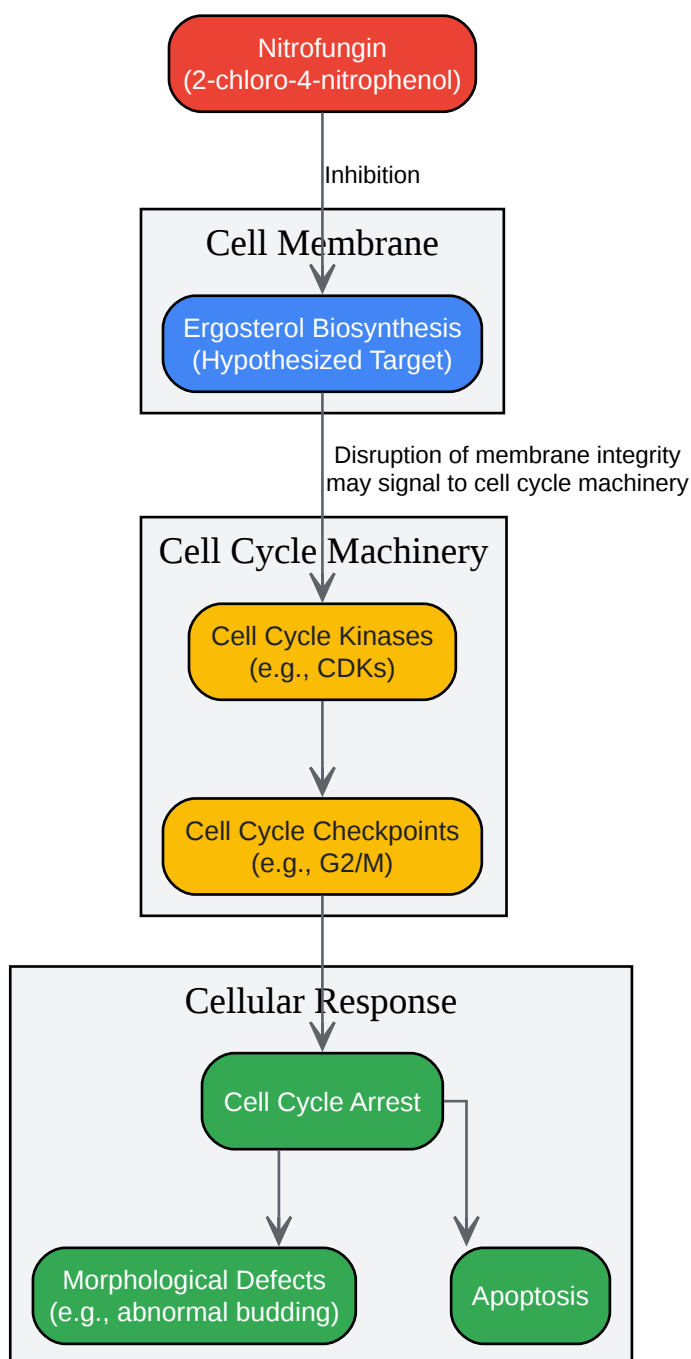 Nitrofungin
(2-chloro-4-nitrophenol)
Inhibition
Cell Membrane
Ergosterol Biosynthesis
(Hypothesized Target)
Disruption of membrane integrity
may signal to cell cycle machinery
Cell Cycle Machinery
Cell Cycle Kinases
(e.g., CDKs)
Cell Cycle Checkpoints
(e.g., G2/M)
Cellular Response
Cell Cycle Arrest
Morphological Defects
(e.g., abnormal budding)
Apoptosis